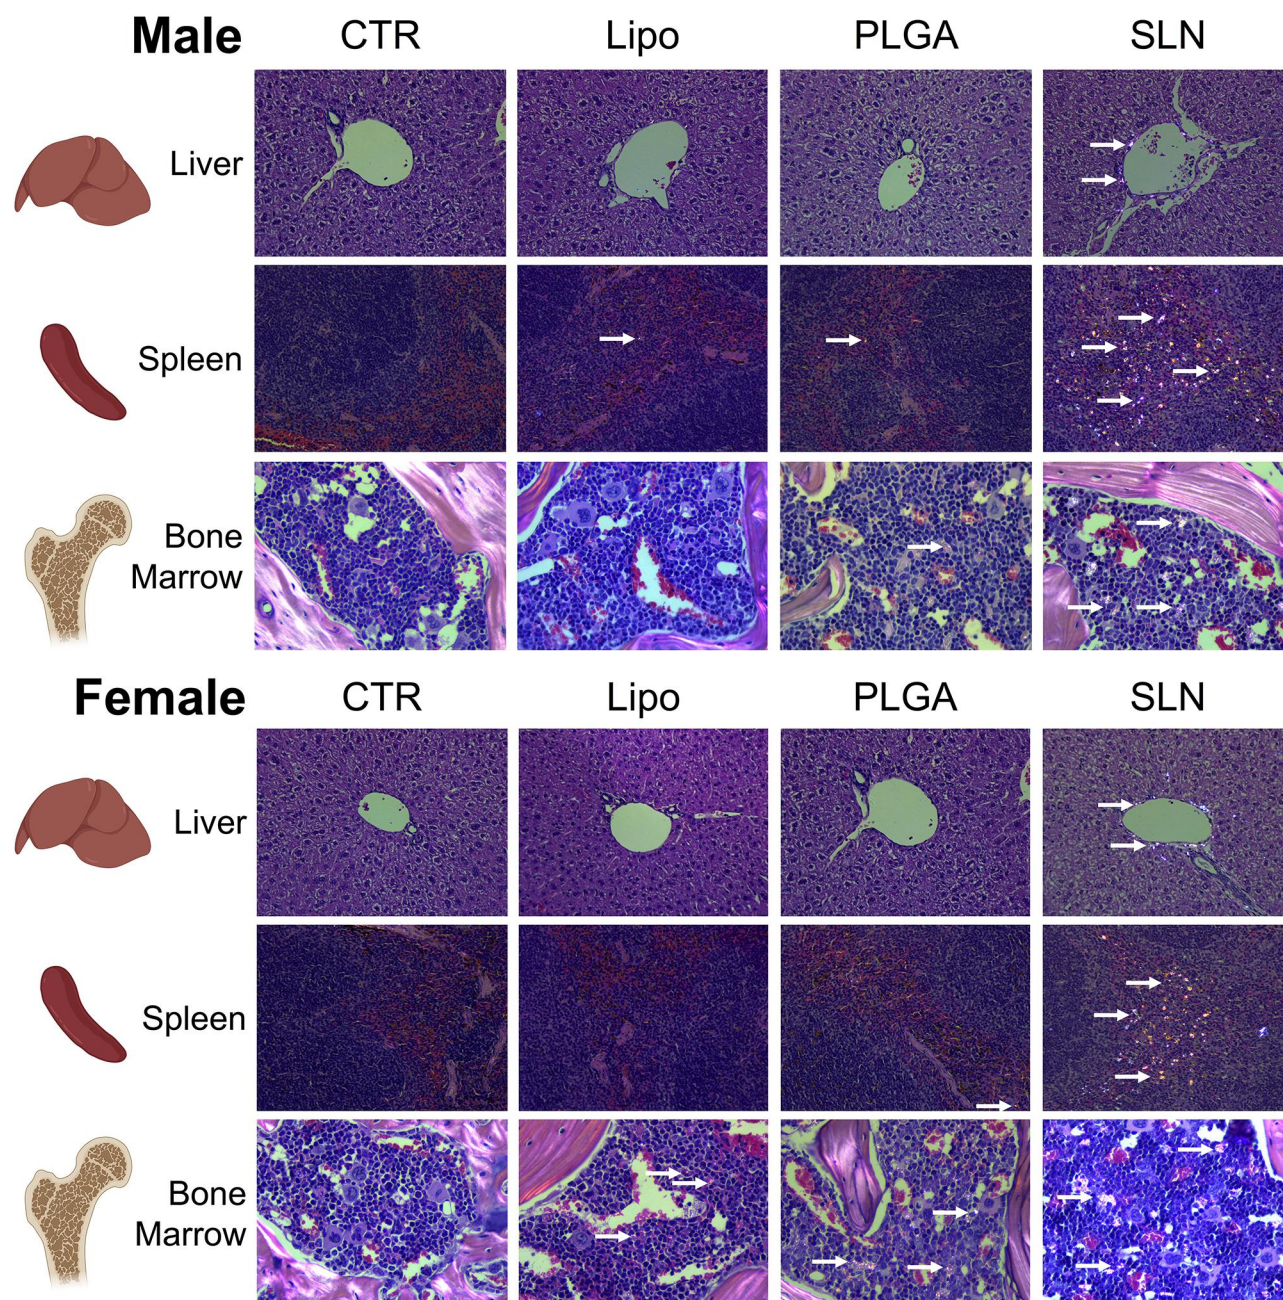 Male CTR Lipo PLGA SLN
Liver
Spleen
Bone
Marrow
Female CTR Lipo PLGA SLN
Liver
Spleen
Bone
Marrow